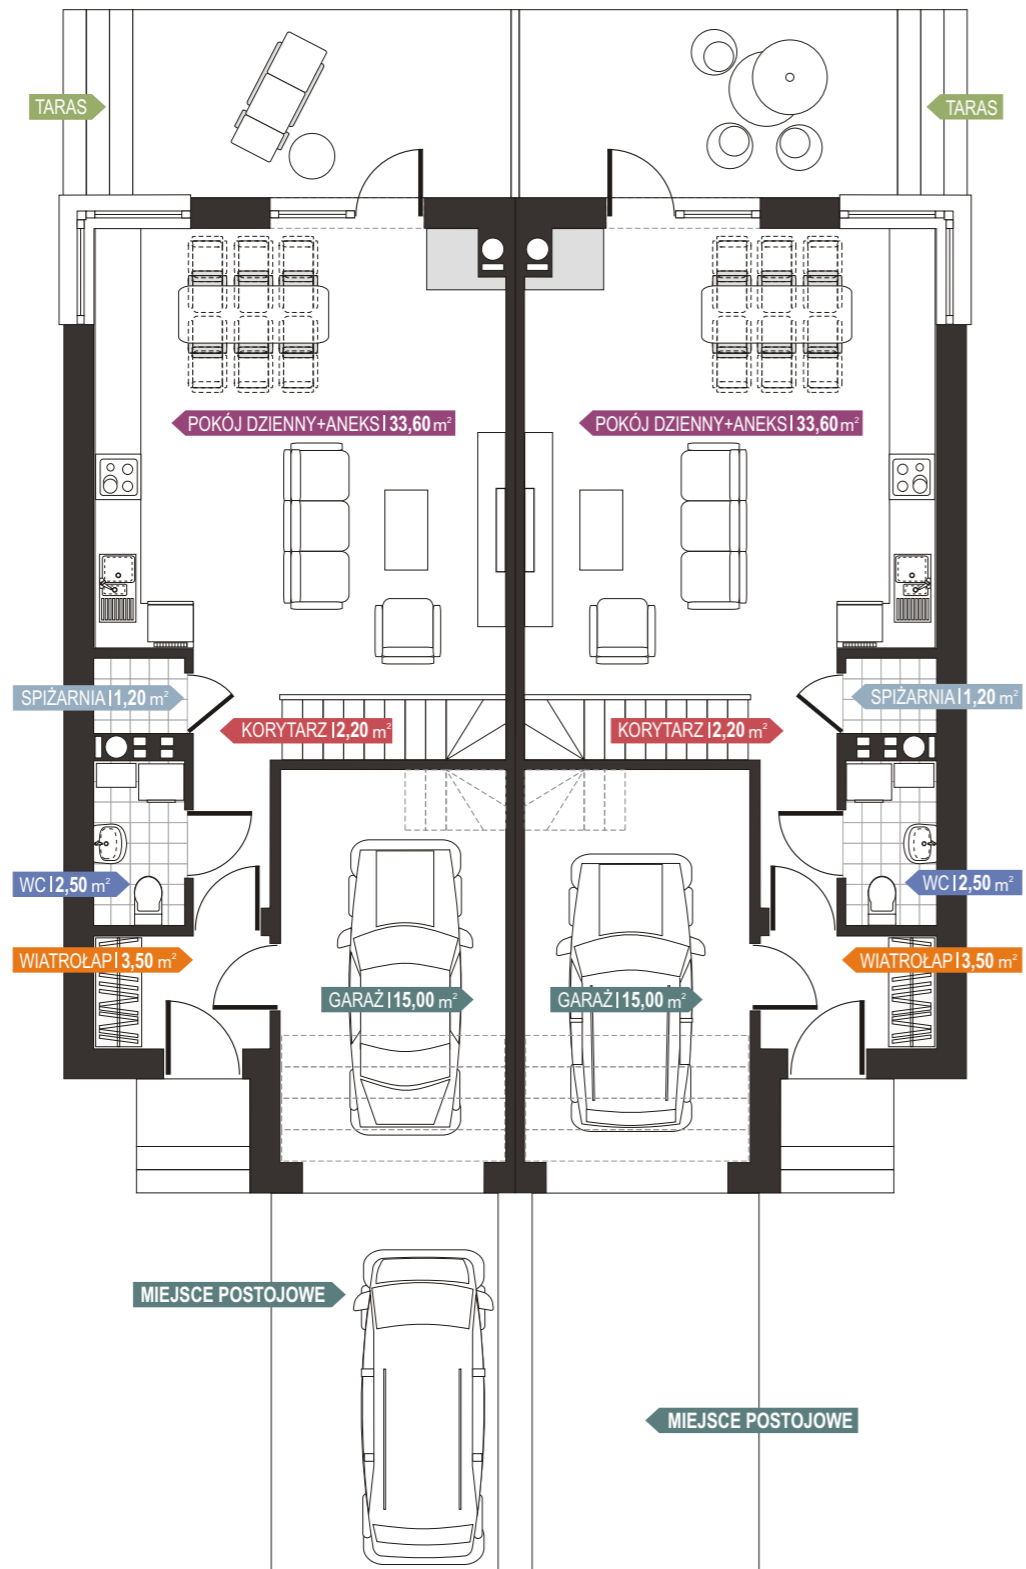 TARAS
TARAS
POKÓJ DZIENNY+ANEKS | 33,60 m²
POKÓJ DZIENNY+ANEKS | 33,60 m²
SPIŻARNIA | 1,20 m²
SPIŻARNIA | 1,20 m²
KORYTARZ | 2,20 m²
KORYTARZ | 2,20 m²
WC | 2,50 m²
WC | 2,50 m²
WIATROŁAP | 3,50 m²
WIATROŁAP | 3,50 m²
GARAŻ | 15,00 m²
GARAŻ | 15,00 m²
MIEJSCE POSTOJOWE
MIEJSCE POSTOJOWE